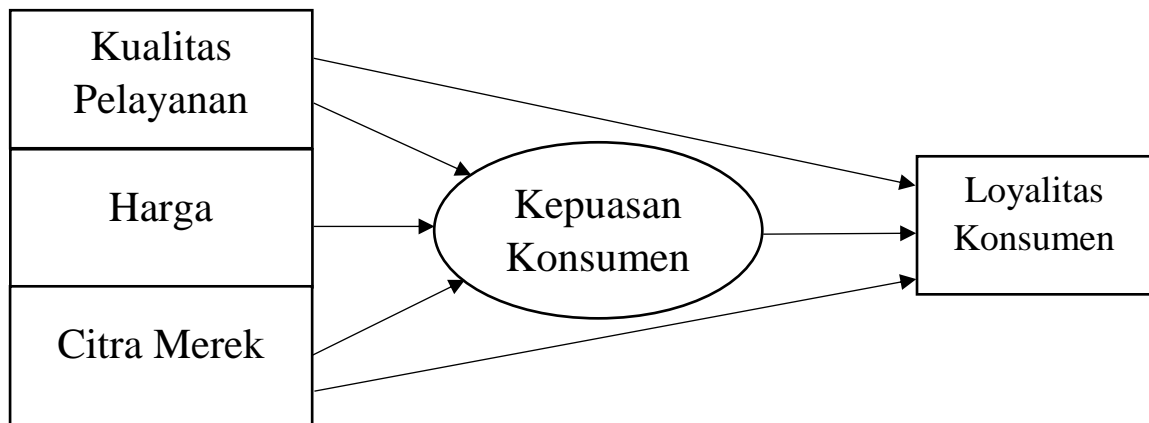 Kualitas
Pelayanan
Harga
Citra Merek
Kepuasan
Konsumen
Loyalitas
Konsumen